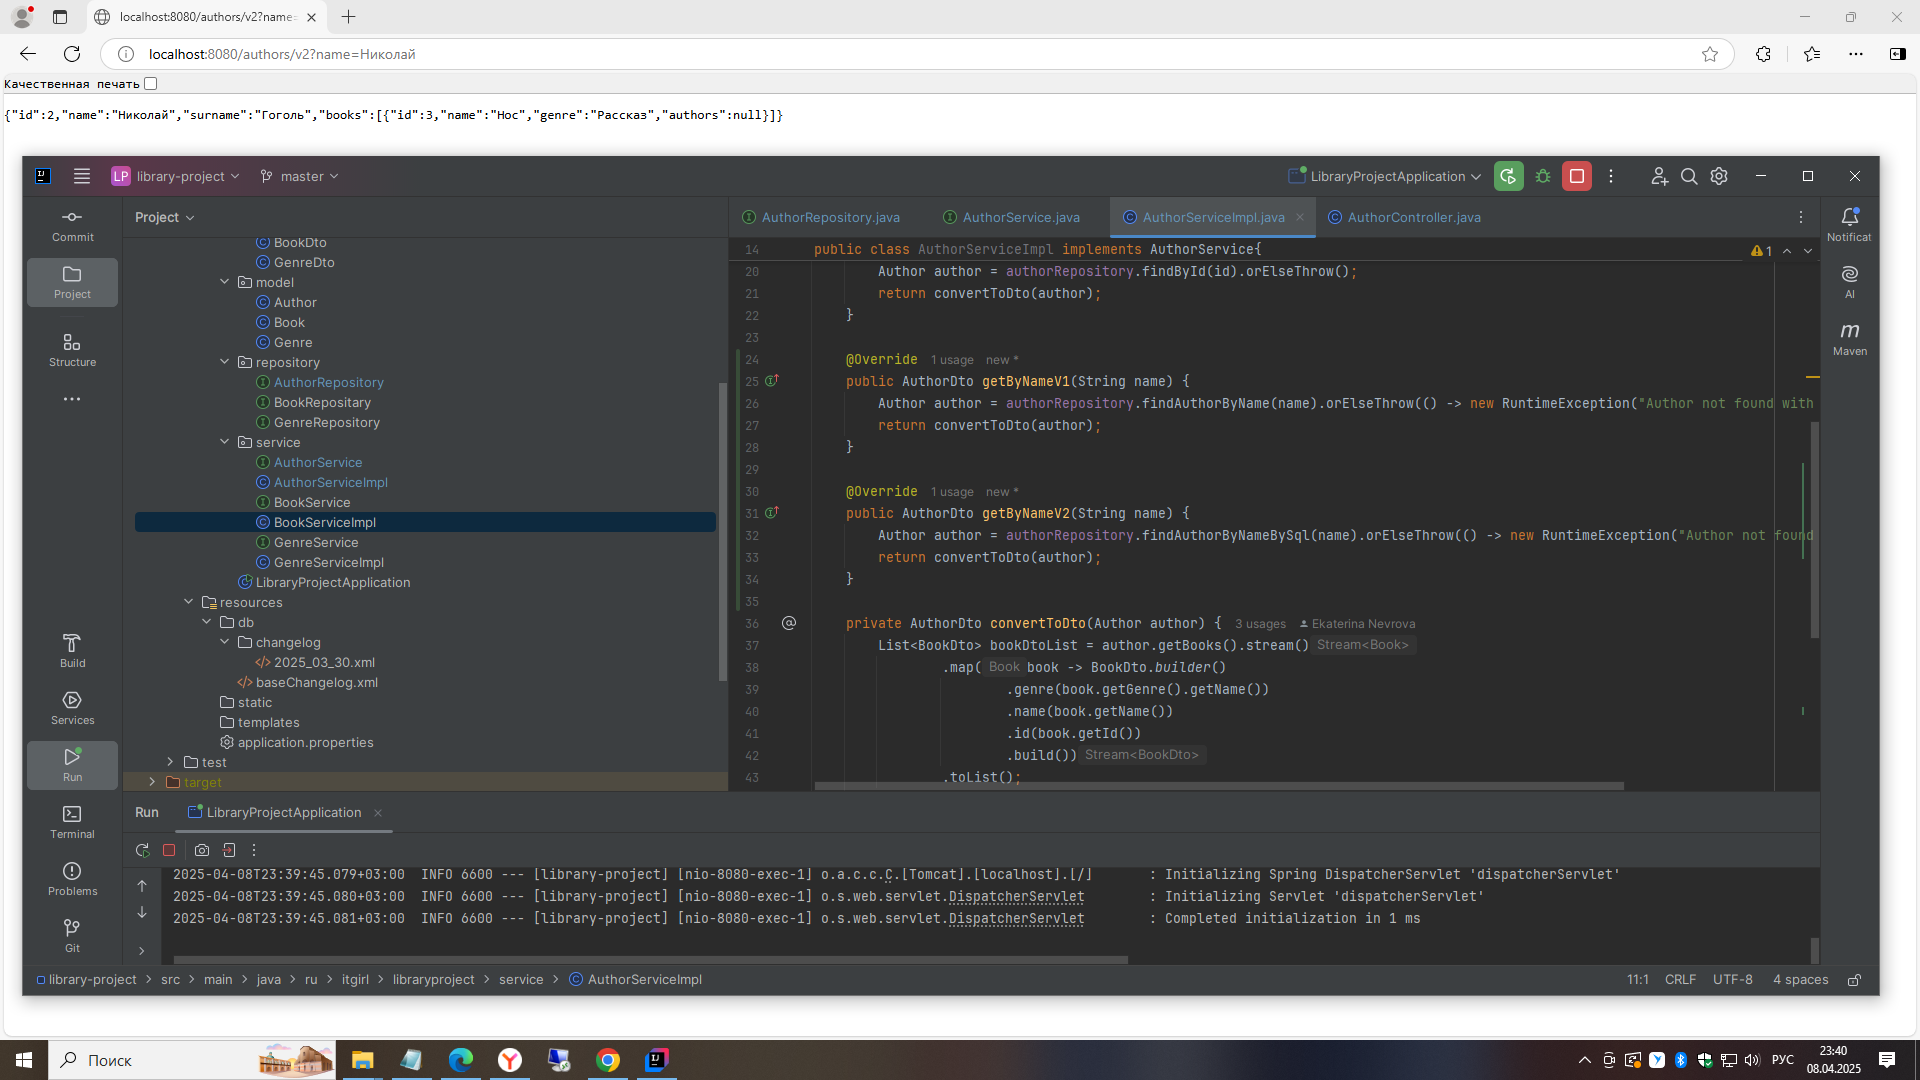 localhost:8080/authors/v2?name=
localhost:8080/authors/v2?name=Николай
Качественная печать
{"id":2,"name":"Николай","surname":"Гоголь","books":[{"id":3,"name":"Нос","genre":"Рассказ","authors":null}]}
LP library-project master LibraryProjectApplication
Commit
Project
Structure
Build
Services
Run
Terminal
Problems
Git
Project
BookDto
GenreDto
model
Author
Book
Genre
repository
AuthorRepository
BookRepositary
GenreRepository
service
AuthorService
AuthorServiceImpl
BookService
BookServiceImpl
GenreService
GenreServiceImpl
LibraryProjectApplication
resources
db
changelog
2025_03_30.xml
baseChangelog.xml
static
templates
application.properties
test
target
AuthorRepository.java AuthorService.java AuthorServiceImpl.java AuthorController.java
14 public class AuthorServiceImpl implements AuthorService{ 1
20 Author author = authorRepository.findById(id).orElseThrow();
21 return convertToDto(author);
22 }
23
24 @Override 1 usage new *
25 public AuthorDto getByNameV1(String name) {
26 Author author = authorRepository.findAuthorByName(name).orElseThrow(() -> new RuntimeException("Author not found with
27 return convertToDto(author);
28 }
29
30 @Override 1 usage new *
31 public AuthorDto getByNameV2(String name) {
32 Author author = authorRepository.findAuthorByNameBySql(name).orElseThrow(() -> new RuntimeException("Author not found
33 return convertToDto(author);
34 }
35
36 @ private AuthorDto convertToDto(Author author) { 3 usages Ekaterina Nevrova
37 List<BookDto> bookDtoList = author.getBooks().stream() Stream<Book>
38 .map( Book book -> BookDto.builder()
39 .genre(book.getGenre().getName())
40 .name(book.getName())
41 .id(book.getId())
42 .build()) Stream<BookDto>
43 .toList();
Notificat
AI
m
Maven
Run LibraryProjectApplication
2025-04-08T23:39:45.079+03:00 INFO 6600 --- [library-project] [nio-8080-exec-1] o.a.c.c.C.[Tomcat].[localhost].[/] : Initializing Spring DispatcherServlet 'dispatcherServlet'
2025-04-08T23:39:45.080+03:00 INFO 6600 --- [library-project] [nio-8080-exec-1] o.s.web.servlet.DispatcherServlet : Initializing Servlet 'dispatcherServlet'
2025-04-08T23:39:45.081+03:00 INFO 6600 --- [library-project] [nio-8080-exec-1] o.s.web.servlet.DispatcherServlet : Completed initialization in 1 ms
library-project > src > main > java > ru > itgirl > libraryproject > service > AuthorServiceImpl 11:1 CRLF UTF-8 4 spaces
Поиск
РУС
23:40
08.04.2025